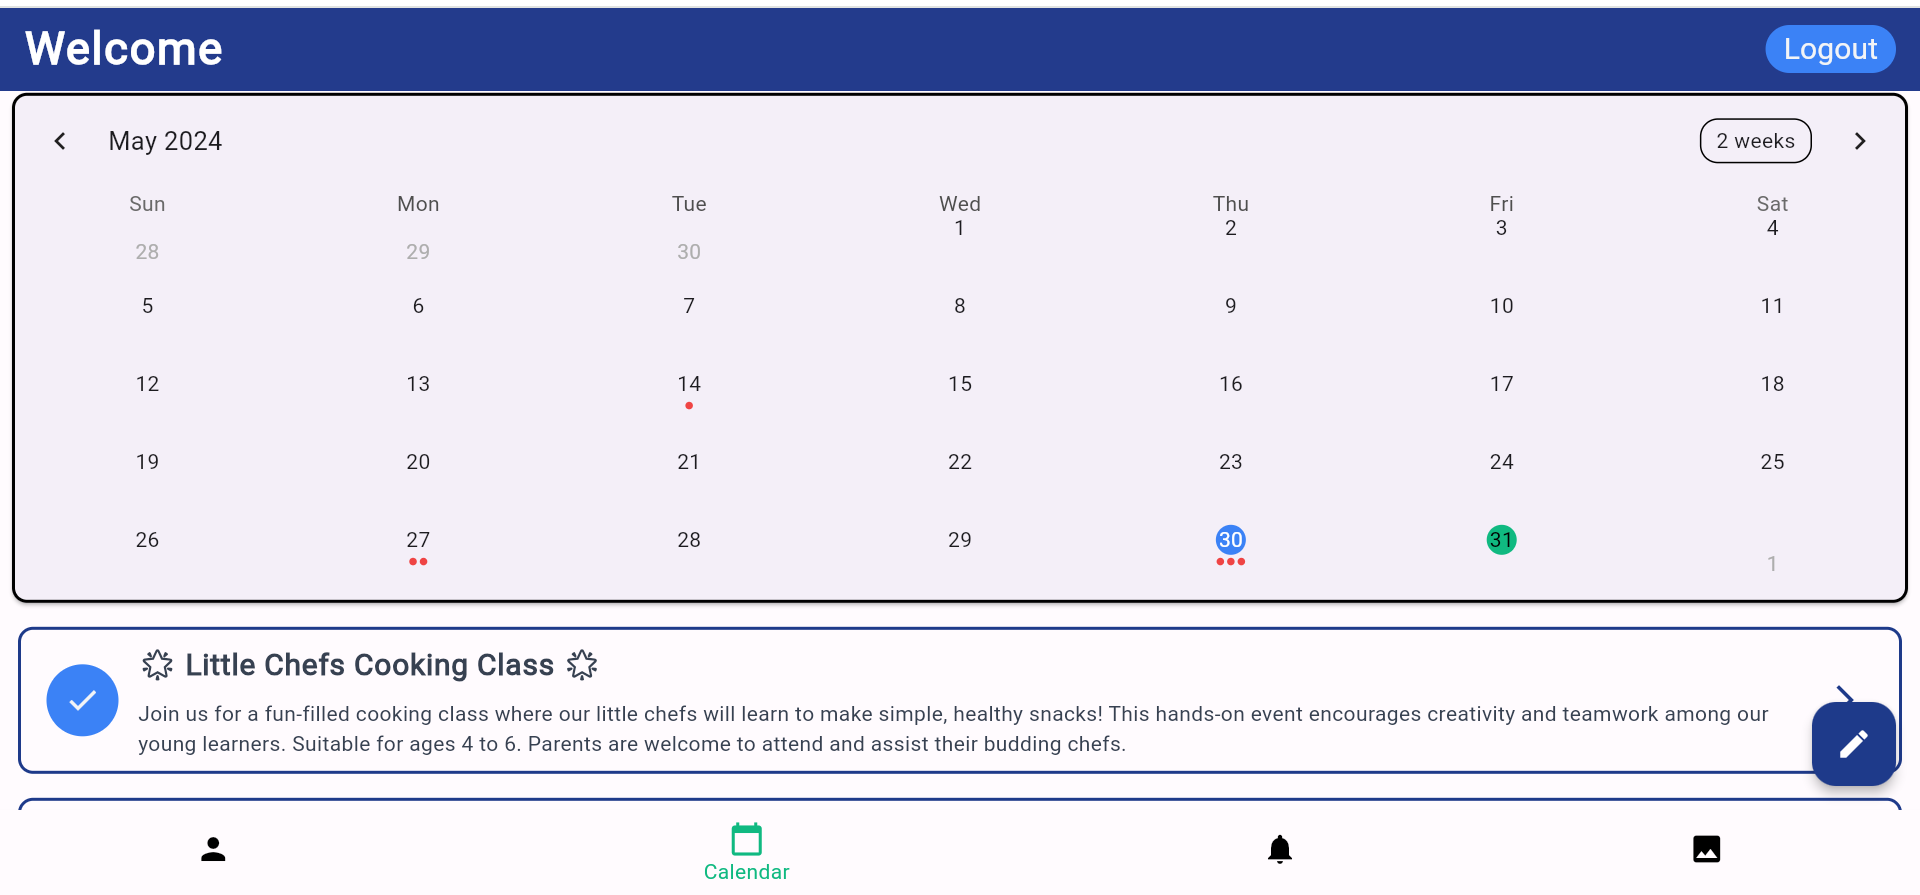 Welcome
Logout
May 2024
2 weeks
Sun Mon Tue Wed Thu Fri Sat
28 29 30 1 2 3 4
5 6 7 8 9 10 11
12 13 14 15 16 17 18
19 20 21 22 23 24 25
26 27 28 29 30 31 1
Little Chefs Cooking Class
Join us for a fun-filled cooking class where our little chefs will learn to make simple, healthy snacks! This hands-on event encourages creativity and teamwork among our
young learners. Suitable for ages 4 to 6. Parents are welcome to attend and assist their budding chefs.
Calendar